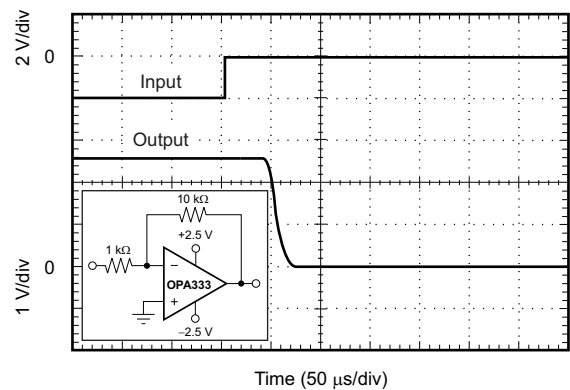 2 V/div
0
Input
Output
10 kΩ
+2.5 V
1 kΩ
−
OPA333
+
−2.5 V
0
1 V/div
Time (50 μs/div)